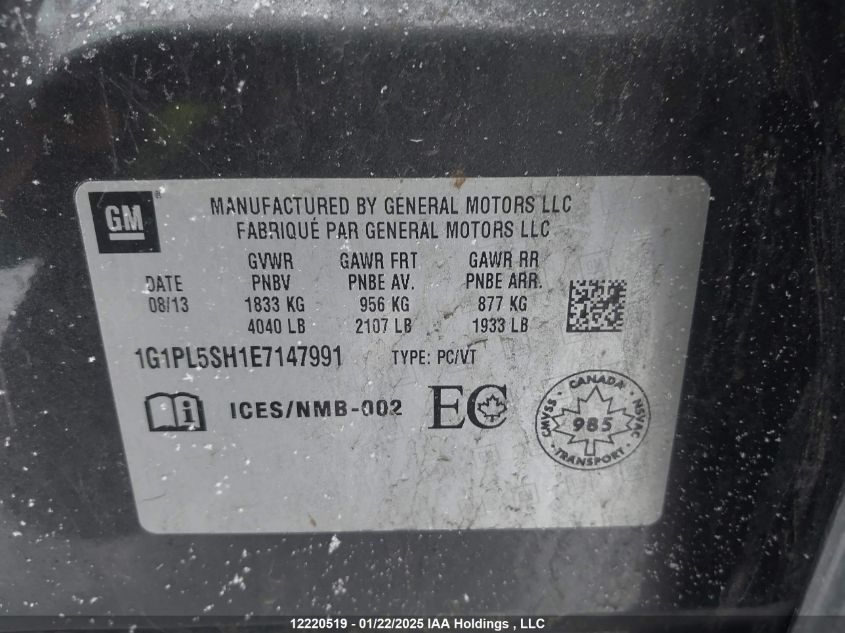 GM
MANUFACTURED BY GENERAL MOTORS LLC
FABRIQUÉ PAR GENERAL MOTORS LLC
GVWR GAWR FRT GAWR RR
DATE PNBV PNBE AV. PNBE ARR.
08/13 1833 KG 956 KG 877 KG
4040 LB 2107 LB 1933 LB
1G1PL5SH1E7147991 TYPE: PC/VT
i ICES/NMB-002 EC
CANADA
CMVSS 985 NSVAC
TRANSPORT
12220519 - 01/22/2025 IAA Holdings , LLC